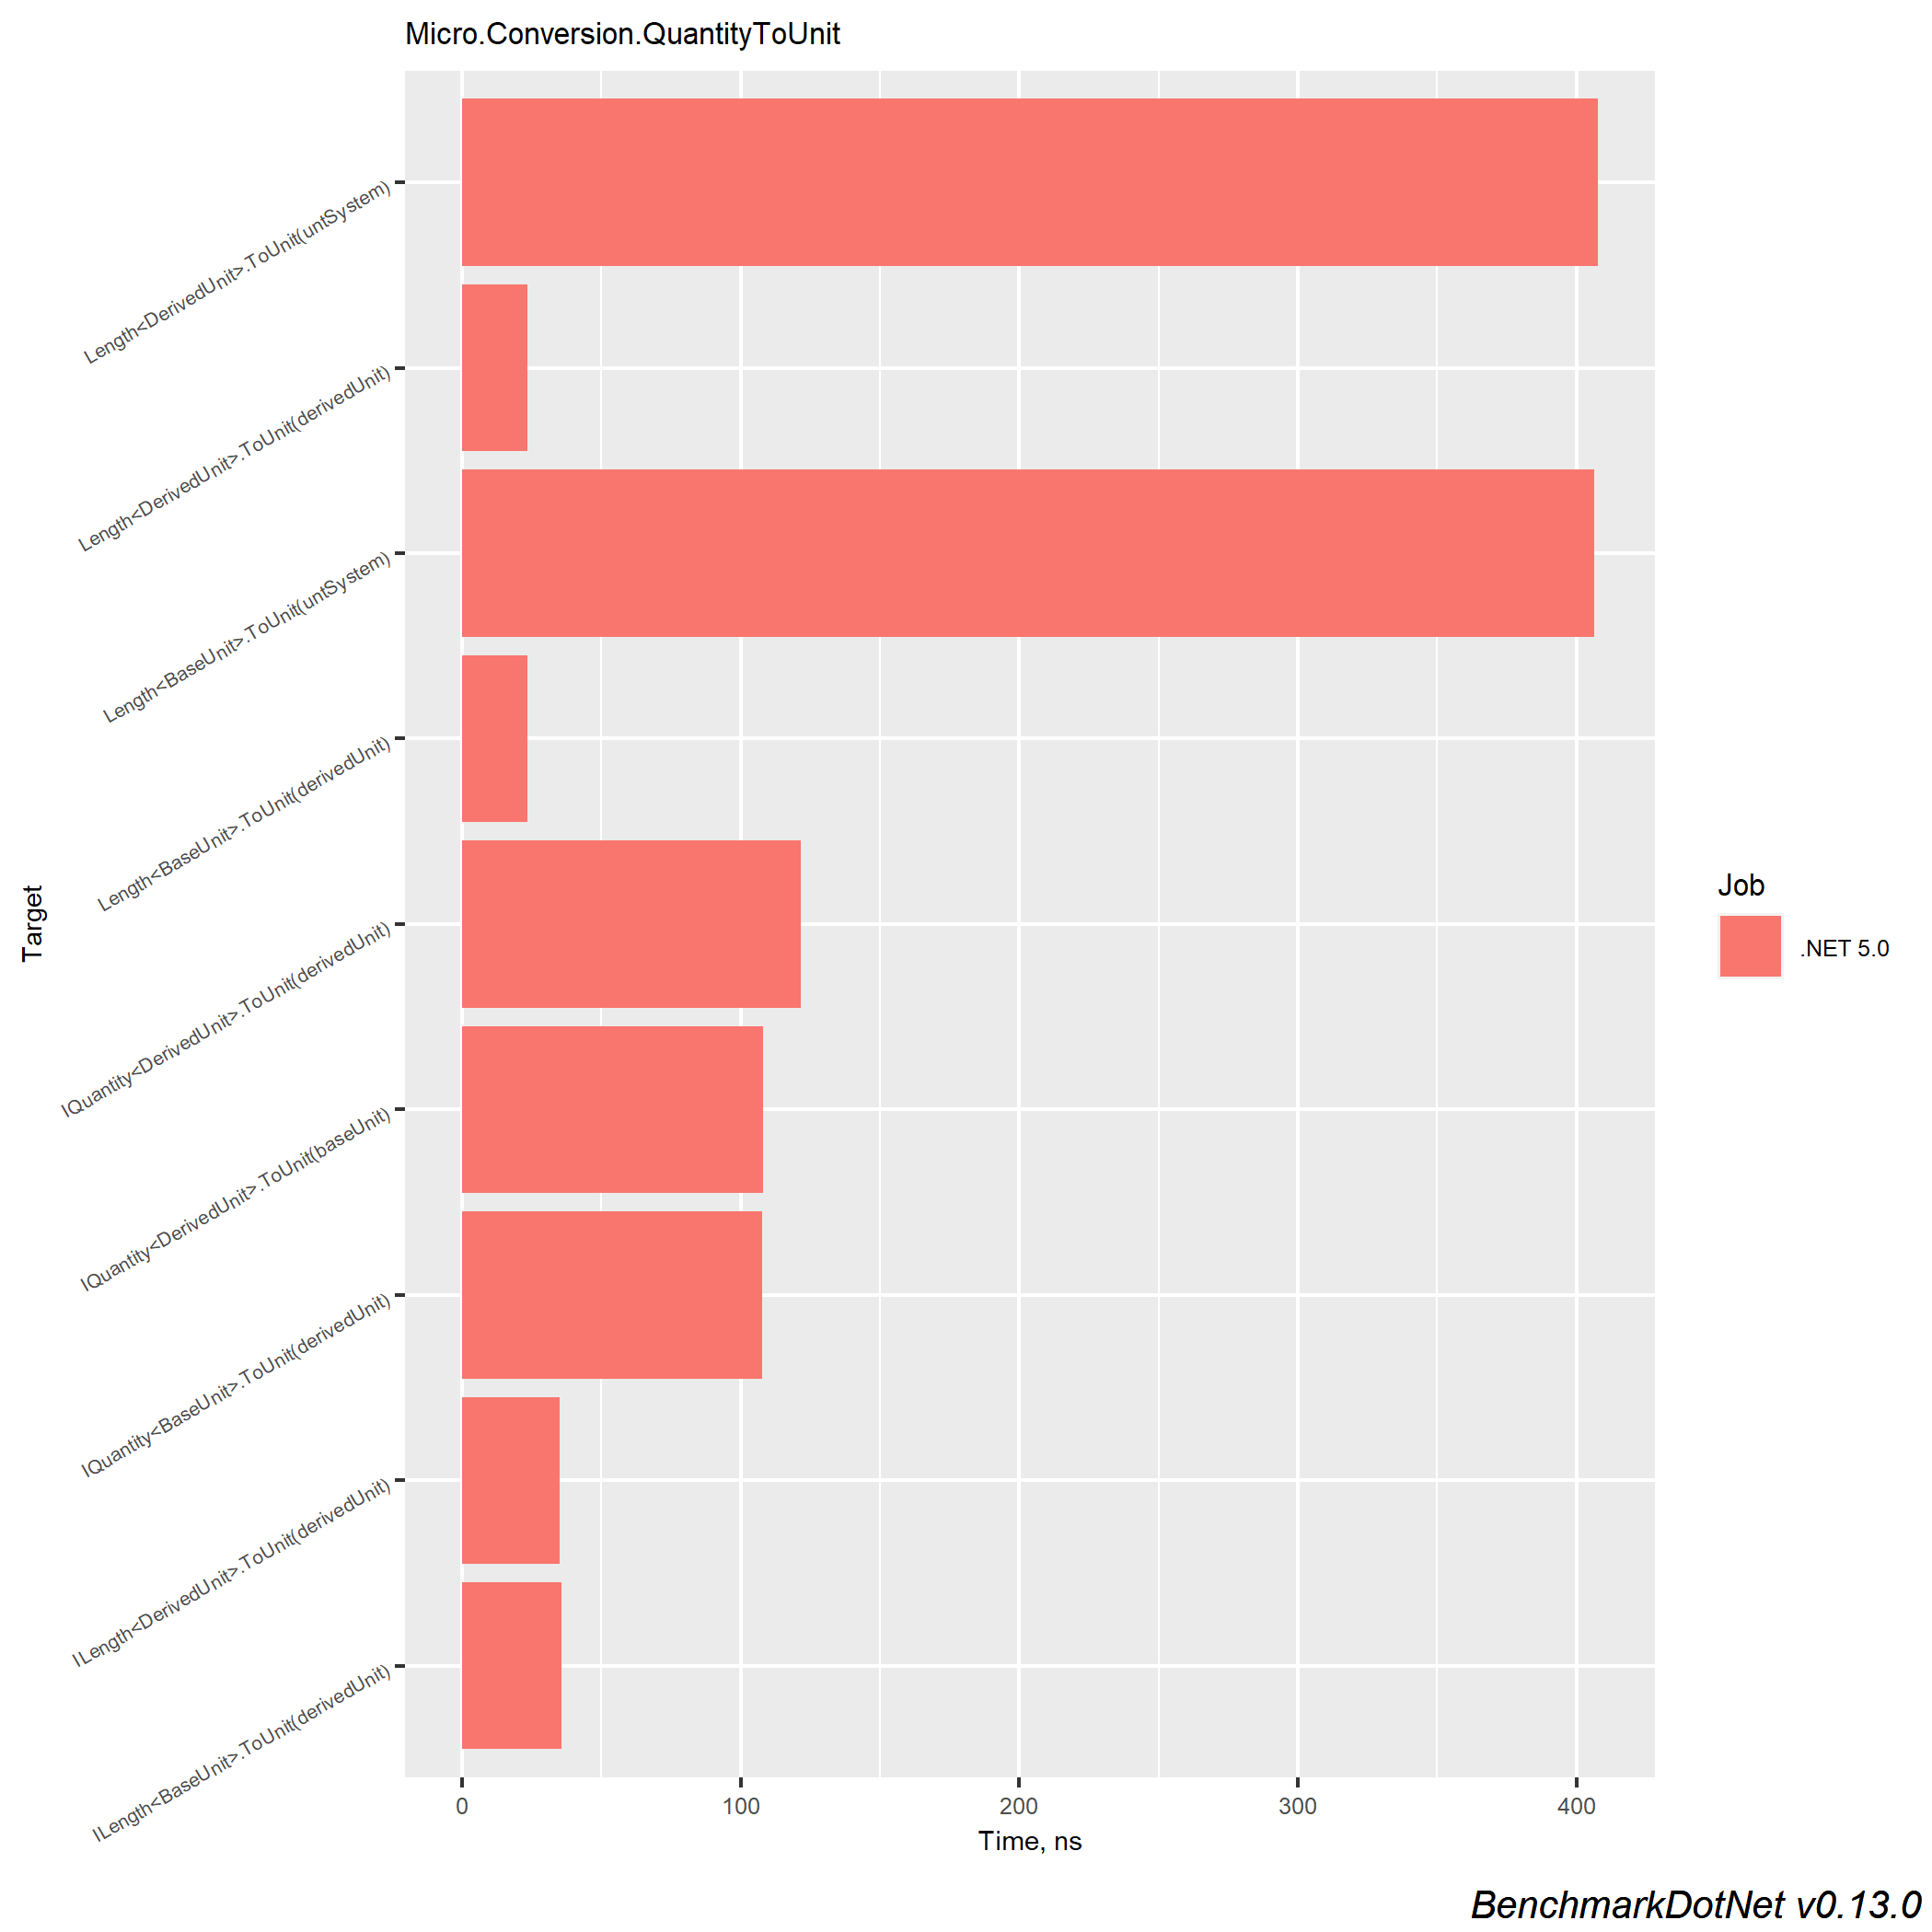 Micro.Conversion.QuantityToUnit
Length<DerivedUnit>.ToUnit(untSystem)
Length<DerivedUnit>.ToUnit(derivedUnit)
Length<BaseUnit>.ToUnit(untSystem)
Length<BaseUnit>.ToUnit(derivedUnit)
IQuantity<DerivedUnit>.ToUnit(derivedUnit)
IQuantity<DerivedUnit>.ToUnit(baseUnit)
IQuantity<BaseUnit>.ToUnit(derivedUnit)
ILength<DerivedUnit>.ToUnit(derivedUnit)
ILength<BaseUnit>.ToUnit(derivedUnit)
Target
0 100 200 300 400
Time, ns
Job
.NET 5.0
BenchmarkDotNet v0.13.0